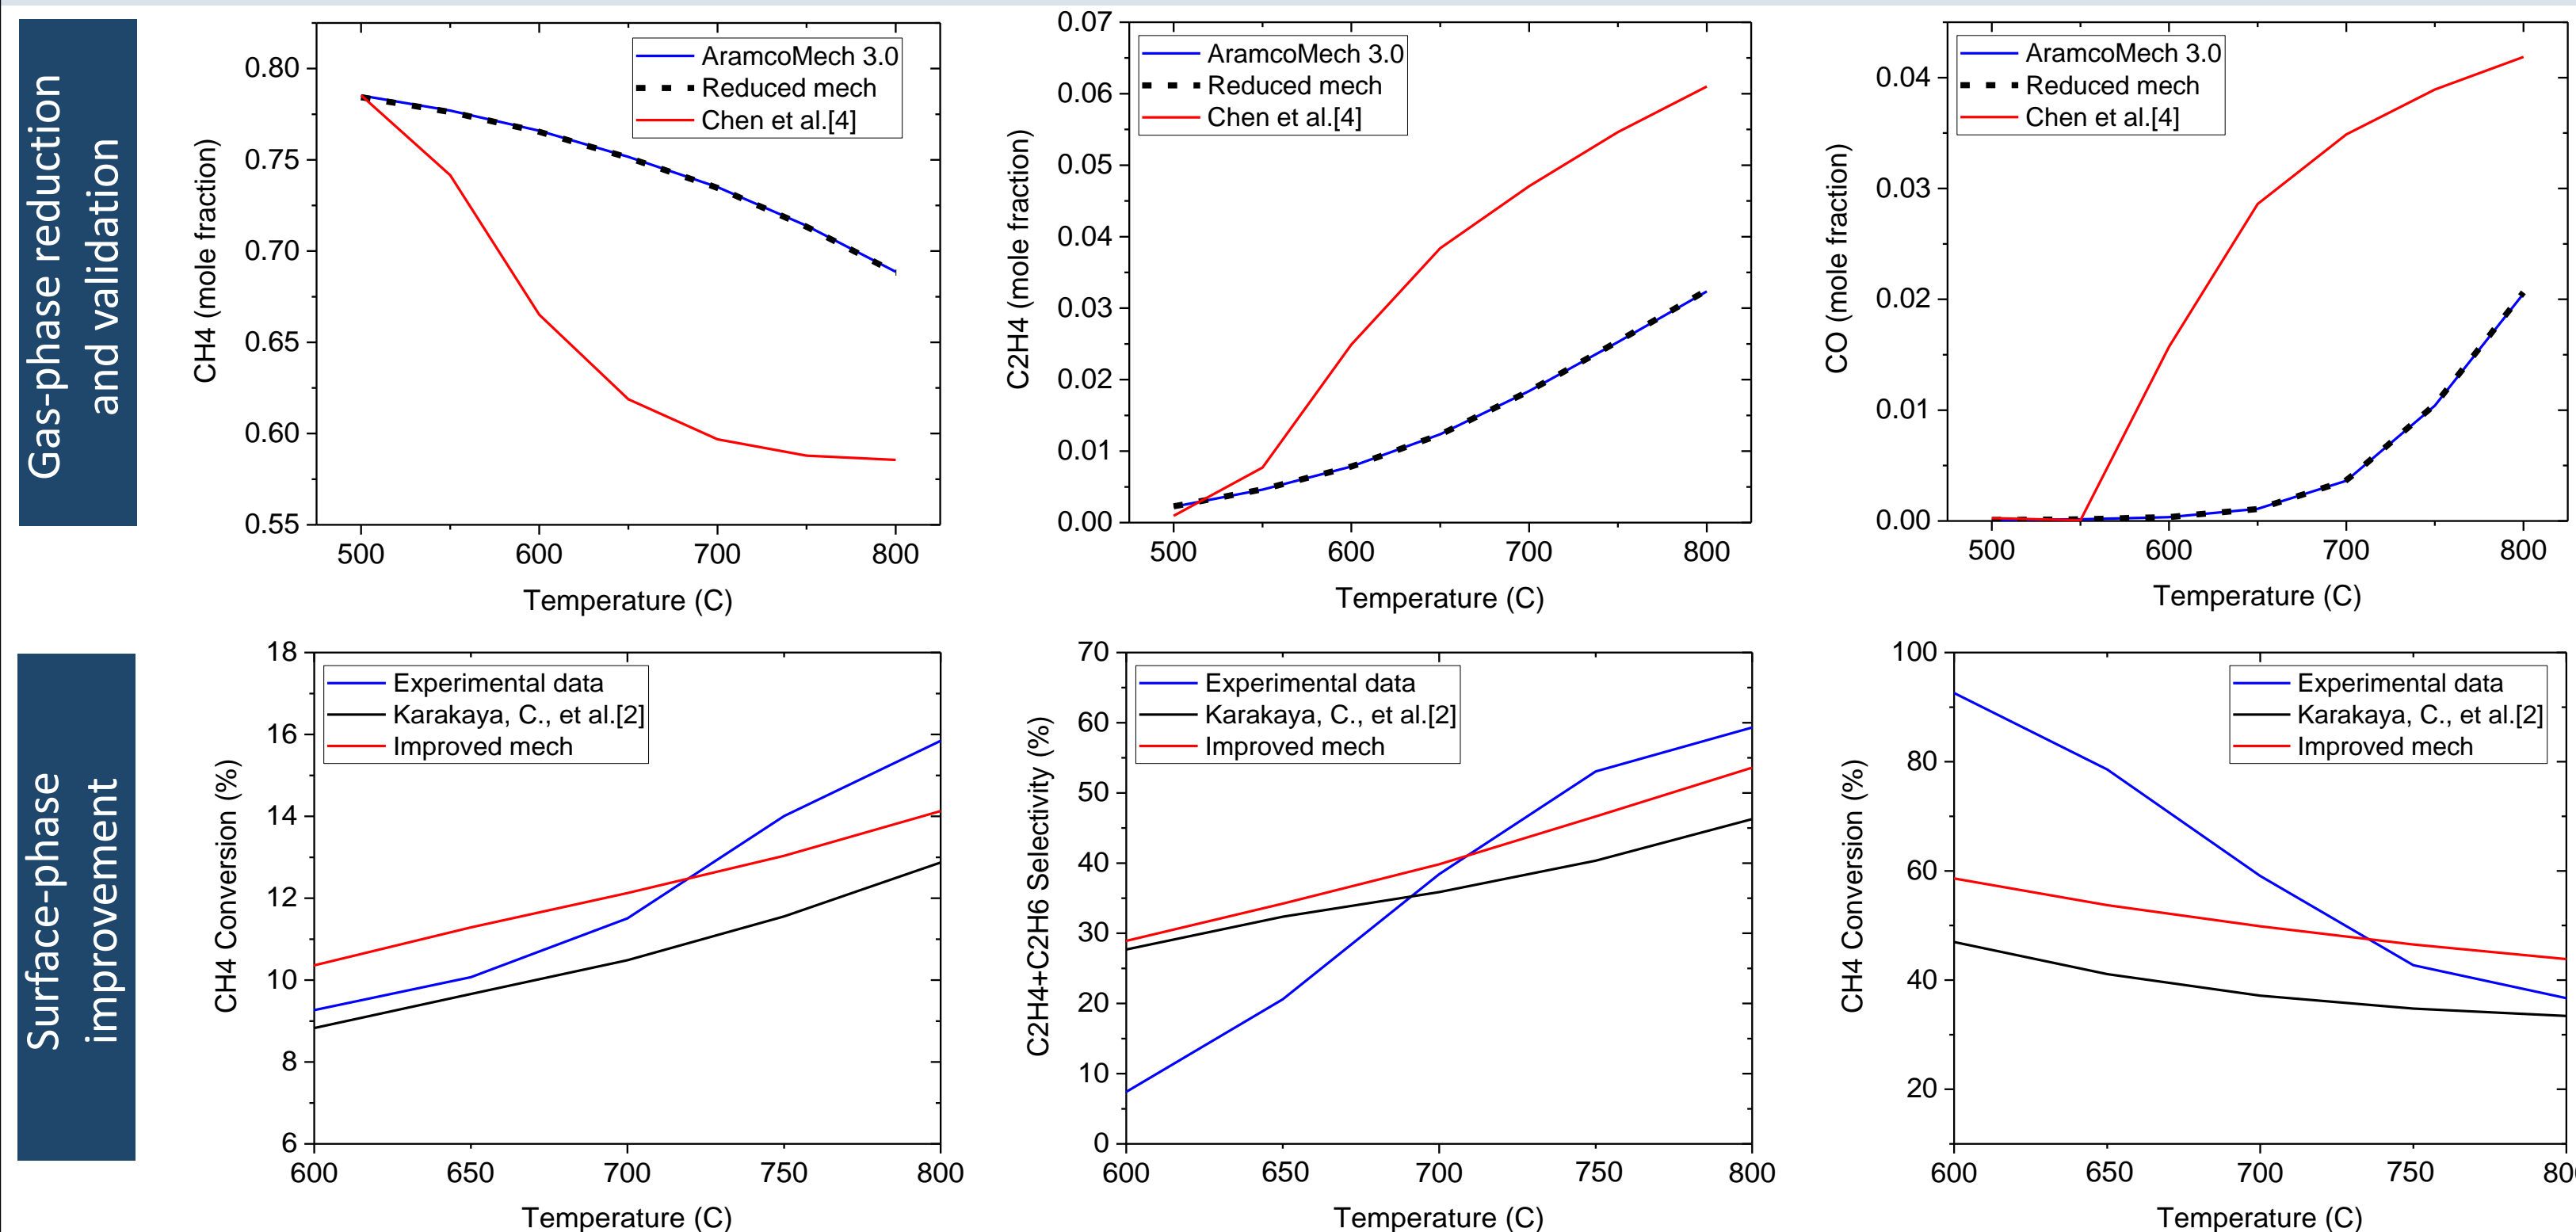 Gas-phase reduction
and validation
0.80
0.75
0.70
0.65
0.60
0.55
CH4 (mole fraction)
AramcoMech 3.0
Reduced mech
Chen et al.[4]
500
600
700
800
Temperature (C)
0.07
0.06
0.05
0.04
0.03
0.02
0.01
0.00
C2H4 (mole fraction)
AramcoMech 3.0
Reduced mech
Chen et al.[4]
500
600
700
800
Temperature (C)
0.04
0.03
0.02
0.01
0.00
CO (mole fraction)
AramcoMech 3.0
Reduced mech
Chen et al.[4]
500
600
700
800
Temperature (C)
Surface-phase
improvement
18
16
14
12
10
8
6
CH4 Conversion (%)
Experimental data
Karakaya, C., et al.[2]
Improved mech
600
650
700
750
800
Temperature (C)
70
60
50
40
30
20
10
0
C2H4+C2H6 Selectivity (%)
Experimental data
Karakaya, C., et al.[2]
Improved mech
600
650
700
750
800
Temperature (C)
100
80
60
40
20
CH4 Conversion (%)
Experimental data
Karakaya, C., et al.[2]
Improved mech
600
650
700
750
800
Temperature (C)